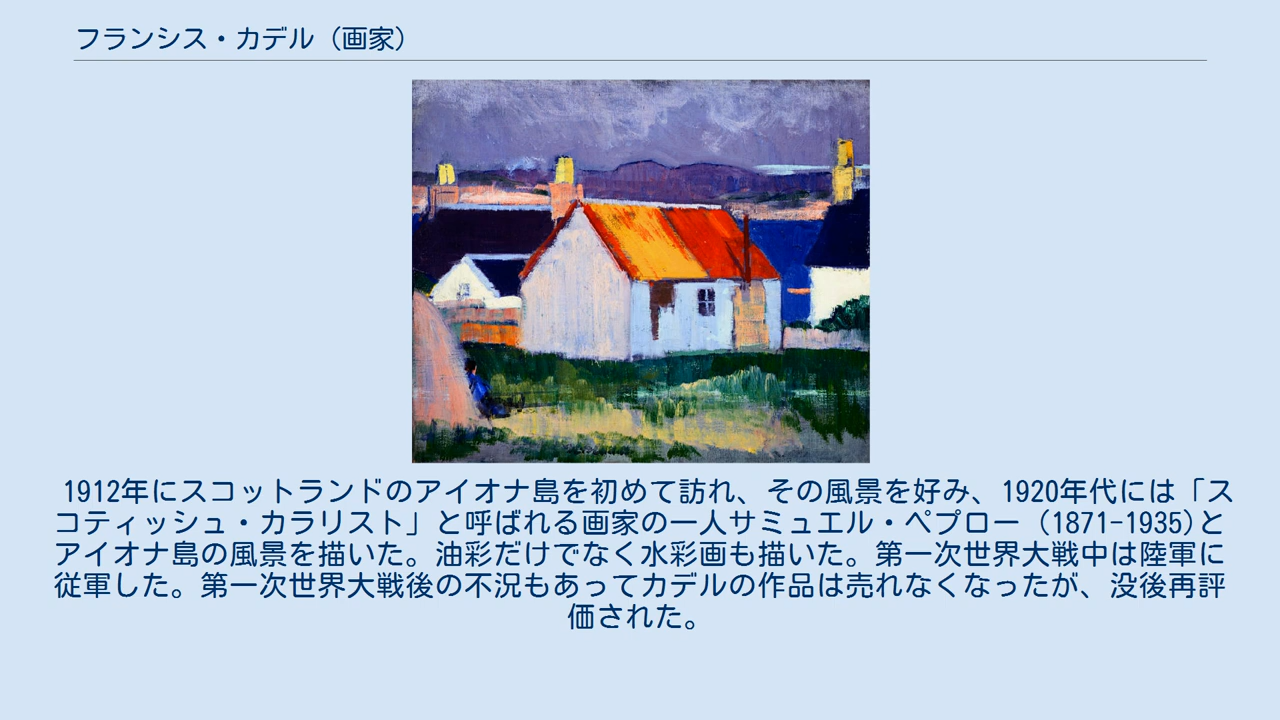 フランシス・カデル（画家）
1912年にスコットランドのアイオナ島を初めて訪れ、その風景を好み、1920年代には「ス
コティッシュ・カラリスト」と呼ばれる画家の一人サミュエル・ペプロー（1871-1935)と
アイオナ島の風景を描いた。油彩だけでなく水彩画も描いた。第一次世界大戦中は陸軍に
従軍した。第一次世界大戦後の不況もあってカデルの作品は売れなくなったが、没後再評
価された。